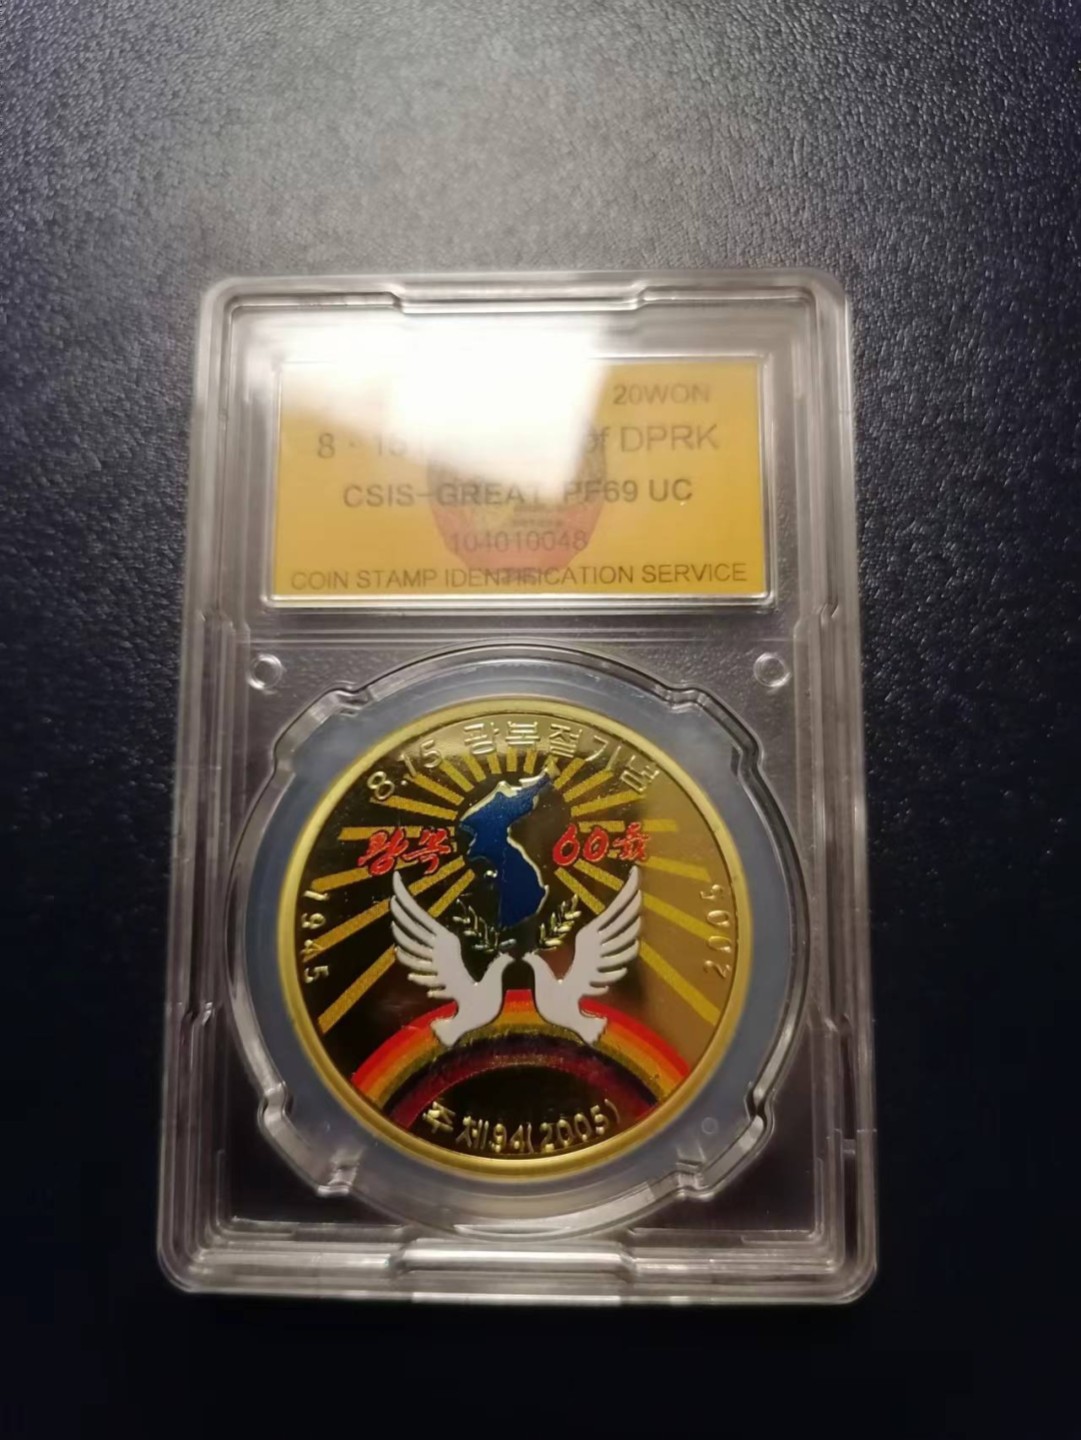 20WON
8 · 15 of DPRK
CSIS-GREAT PF69 UC
104010048
COIN STAMP IDENTIFICATION SERVICE
8.15 광복절기념
광복 60주
1945
2005
주체94(2005)